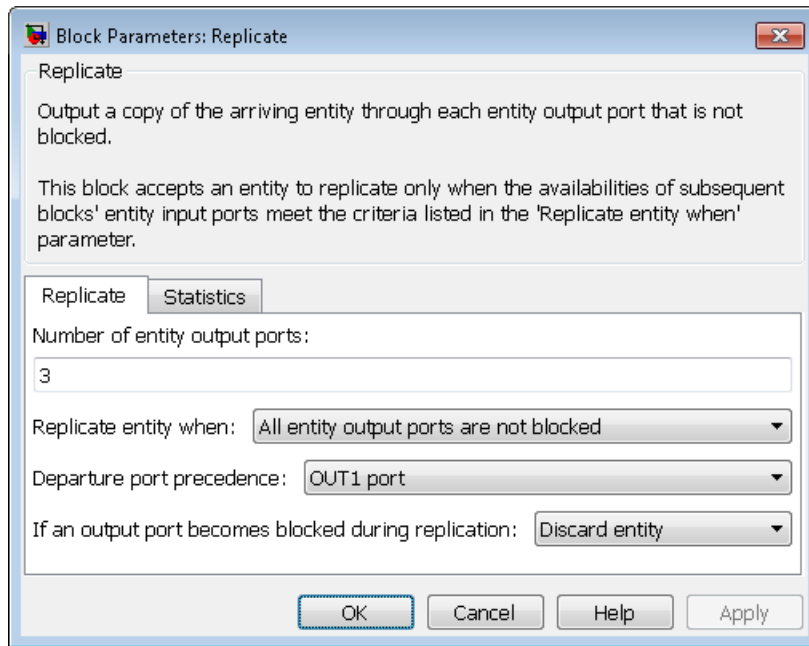 Block Parameters: Replicate
Replicate
Output a copy of the arriving entity through each entity output port that is not
blocked.
This block accepts an entity to replicate only when the availabilities of subsequent
blocks' entity input ports meet the criteria listed in the 'Replicate entity when'
parameter.
Replicate Statistics
Number of entity output ports:
3
Replicate entity when: All entity output ports are not blocked
Departure port precedence: OUT1 port
If an output port becomes blocked during replication: Discard entity
OK Cancel Help Apply